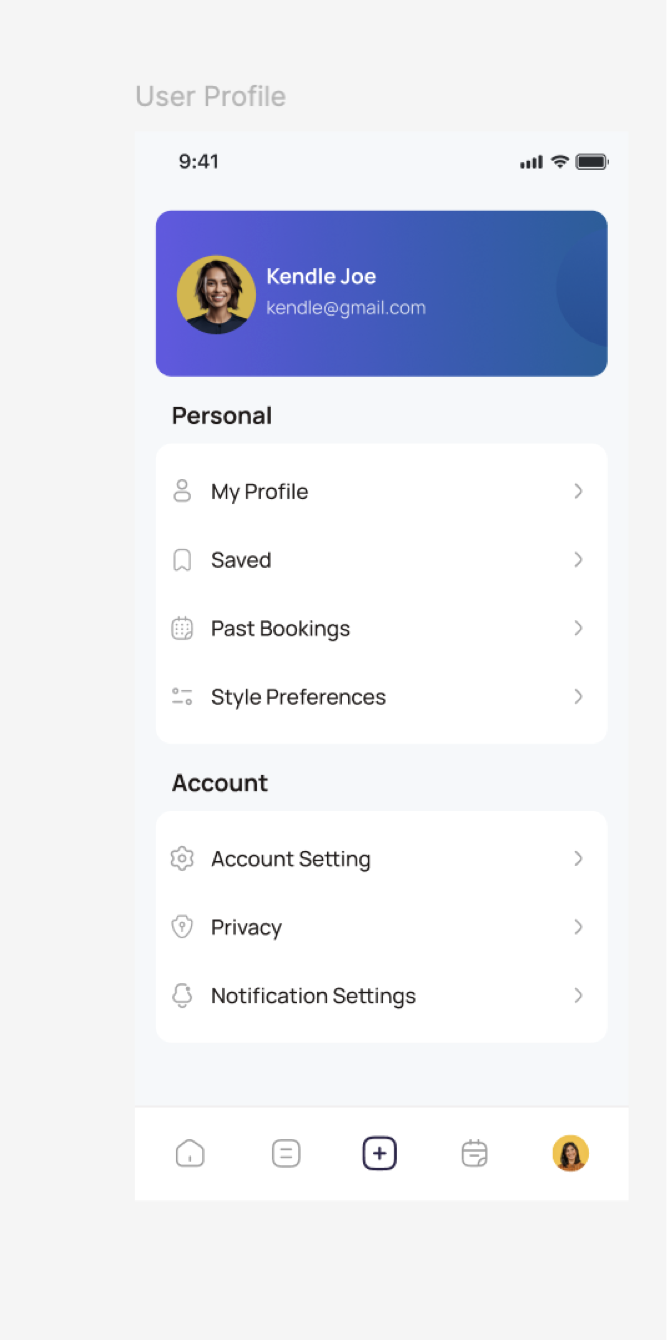 User Profile
9:41
Kendle Joe
kendle@gmail.com
Personal
My Profile
Saved
Past Bookings
Style Preferences
Account
Account Setting
Privacy
Notification Settings